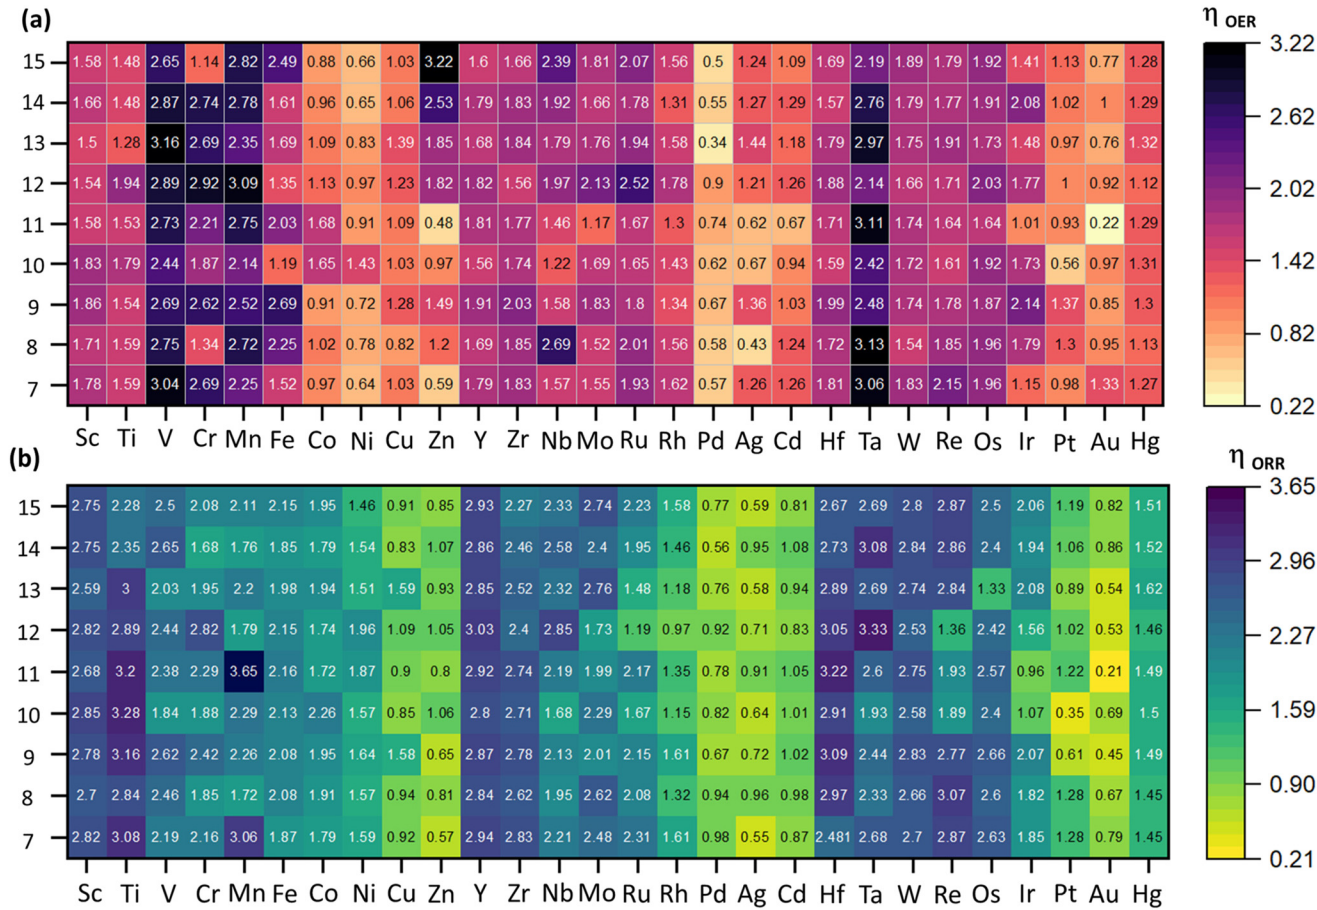 (a)
η OER
15 1.58 1.48 2.65 1.14 2.82 2.49 0.88 0.66 1.03 3.22 1.6 1.66 2.39 1.81 2.07 1.56 0.5 1.24 1.09 1.69 2.19 1.89 1.79 1.92 1.41 1.13 0.77 1.28 3.22
14 1.66 1.48 2.87 2.74 2.78 1.61 0.96 0.65 1.06 2.53 1.79 1.83 1.92 1.66 1.78 1.31 0.55 1.27 1.29 1.57 2.76 1.79 1.77 1.91 2.08 1.02 1 1.29 2.62
13 1.5 1.28 3.16 2.69 2.35 1.69 1.09 0.83 1.39 1.85 1.68 1.84 1.79 1.76 1.94 1.58 0.34 1.44 1.18 1.79 2.97 1.75 1.91 1.73 1.48 0.97 0.76 1.32
12 1.54 1.94 2.89 2.92 3.09 1.35 1.13 0.97 1.23 1.82 1.82 1.56 1.97 2.13 2.52 1.78 0.9 1.21 1.26 1.88 2.14 1.66 1.71 2.03 1.77 1 0.92 1.12 2.02
11 1.58 1.53 2.73 2.21 2.75 2.03 1.68 0.91 1.09 0.48 1.81 1.77 1.46 1.17 1.67 1.3 0.74 0.62 0.67 1.71 3.11 1.74 1.64 1.64 1.01 0.93 0.22 1.29
10 1.83 1.79 2.44 1.87 2.14 1.19 1.65 1.43 1.03 0.97 1.56 1.74 1.22 1.69 1.65 1.43 0.62 0.67 0.94 1.59 2.42 1.72 1.61 1.92 1.73 0.56 0.97 1.31 1.42
9 1.86 1.54 2.69 2.62 2.52 2.69 0.91 0.72 1.28 1.49 1.91 2.03 1.58 1.83 1.8 1.34 0.67 1.36 1.03 1.99 2.48 1.74 1.78 1.87 2.14 1.37 0.85 1.3
8 1.71 1.59 2.75 1.34 2.72 2.25 1.02 0.78 0.82 1.2 1.69 1.85 2.69 1.52 2.01 1.56 0.58 0.43 1.24 1.72 3.13 1.54 1.85 1.96 1.79 1.3 0.95 1.13 0.82
7 1.78 1.59 3.04 2.69 2.25 1.52 0.97 0.64 1.03 0.59 1.79 1.83 1.57 1.55 1.93 1.62 0.57 1.26 1.26 1.81 3.06 1.83 2.15 1.96 1.15 0.98 1.33 1.27 0.22
Sc Ti V Cr Mn Fe Co Ni Cu Zn Y Zr Nb Mo Ru Rh Pd Ag Cd Hf Ta W Re Os Ir Pt Au Hg
(b)
η ORR
15 2.75 2.28 2.5 2.08 2.11 2.15 1.95 1.46 0.91 0.85 2.93 2.27 2.33 2.74 2.23 1.58 0.77 0.59 0.81 2.67 2.69 2.8 2.87 2.5 2.06 1.19 0.82 1.51 3.65
14 2.75 2.35 2.65 1.68 1.76 1.85 1.79 1.54 0.83 1.07 2.86 2.46 2.58 2.4 1.95 1.46 0.56 0.95 1.08 2.73 3.08 2.84 2.86 2.4 1.94 1.06 0.86 1.52 2.96
13 2.59 3 2.03 1.95 2.2 1.98 1.94 1.51 1.59 0.93 2.85 2.52 2.32 2.76 1.48 1.18 0.76 0.58 0.94 2.89 2.69 2.74 2.84 1.33 2.08 0.89 0.54 1.62
12 2.82 2.89 2.44 2.82 1.79 2.15 1.74 1.96 1.09 1.05 3.03 2.4 2.85 1.73 1.19 0.97 0.92 0.71 0.83 3.05 3.33 2.53 1.36 2.42 1.56 1.02 0.53 1.46 2.27
11 2.68 3.2 2.38 2.29 3.65 2.16 1.72 1.87 0.9 0.8 2.92 2.74 2.19 1.99 2.17 1.35 0.78 0.91 1.05 3.22 2.6 2.75 1.93 2.57 0.96 1.22 0.21 1.49
10 2.85 3.28 1.84 1.88 2.29 2.13 2.26 1.57 0.85 1.06 2.8 2.71 1.68 2.29 1.67 1.15 0.82 0.64 1.01 2.91 1.93 2.58 1.89 2.4 1.07 0.35 0.69 1.5 1.59
9 2.78 3.16 2.62 2.42 2.26 2.08 1.95 1.64 1.58 0.65 2.87 2.78 2.13 2.01 2.15 1.61 0.67 0.72 1.02 3.09 2.44 2.83 2.77 2.66 2.07 0.61 0.45 1.49
8 2.7 2.84 2.46 1.85 1.72 2.08 1.91 1.57 0.94 0.81 2.84 2.62 1.95 2.62 2.08 1.32 0.94 0.96 0.98 2.97 2.33 2.66 3.07 2.6 1.82 1.28 0.67 1.45 0.90
7 2.82 3.08 2.19 2.16 3.06 1.87 1.79 1.59 0.92 0.57 2.94 2.83 2.21 2.48 2.31 1.61 0.98 0.55 0.87 2.481 2.68 2.7 2.87 2.63 1.85 1.28 0.79 1.45 0.21
Sc Ti V Cr Mn Fe Co Ni Cu Zn Y Zr Nb Mo Ru Rh Pd Ag Cd Hf Ta W Re Os Ir Pt Au Hg